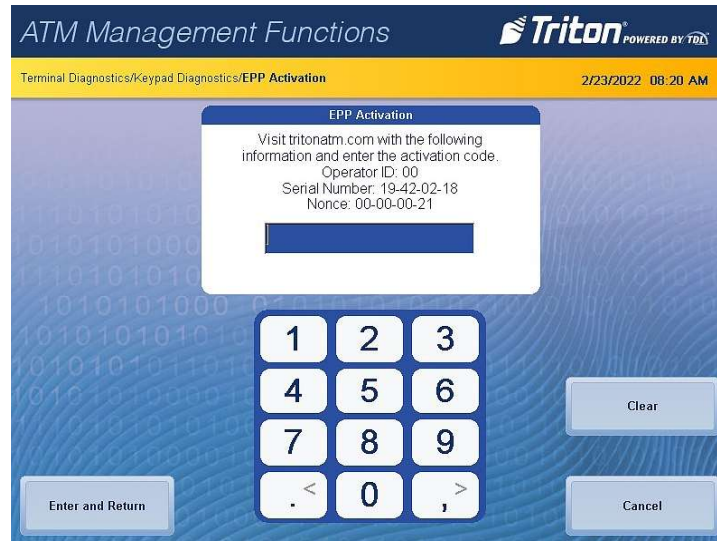 ATM Management Functions
Triton POWERED BY TDL
Terminal Diagnostics/Keypad Diagnostics/EPP Activation
2/23/2022 08:20 AM
EPP Activation
Visit tritonatm.com with the following
information and enter the activation code.
Operator ID: 00
Serial Number: 19-42-02-18
Nonce: 00-00-00-21
1 2 3
4 5 6
7 8 9
.< 0 ,>
Clear
Enter and Return
Cancel